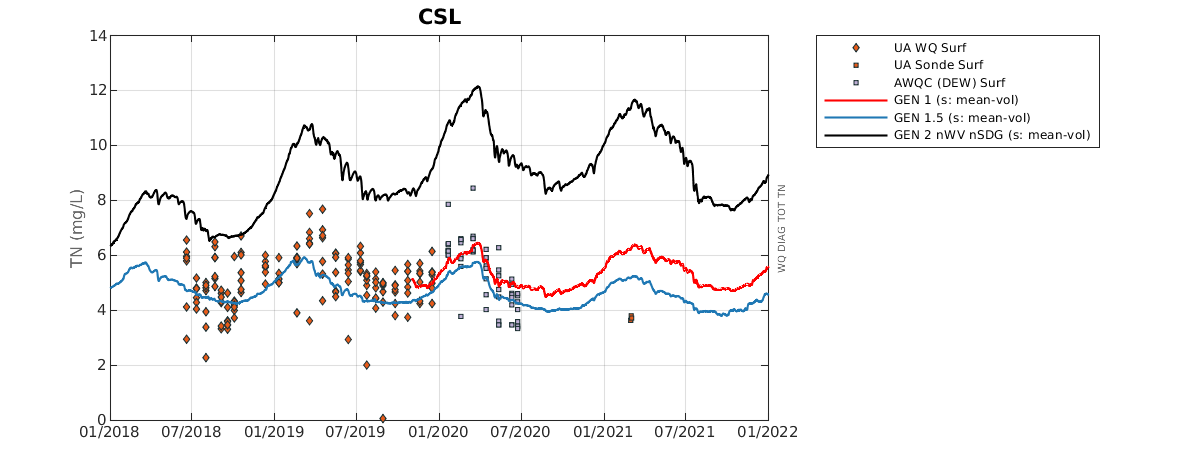 CSL
14
12
10
8
6
4
2
0
TN (mg/L)
01/2018 07/2018 01/2019 07/2019 01/2020 07/2020 01/2021 07/2021 01/2022
WQ DIAG TOT TN
UA WQ Surf
UA Sonde Surf
AWQC (DEW) Surf
GEN 1 (s: mean-vol)
GEN 1.5 (s: mean-vol)
GEN 2 nWV nSDG (s: mean-vol)